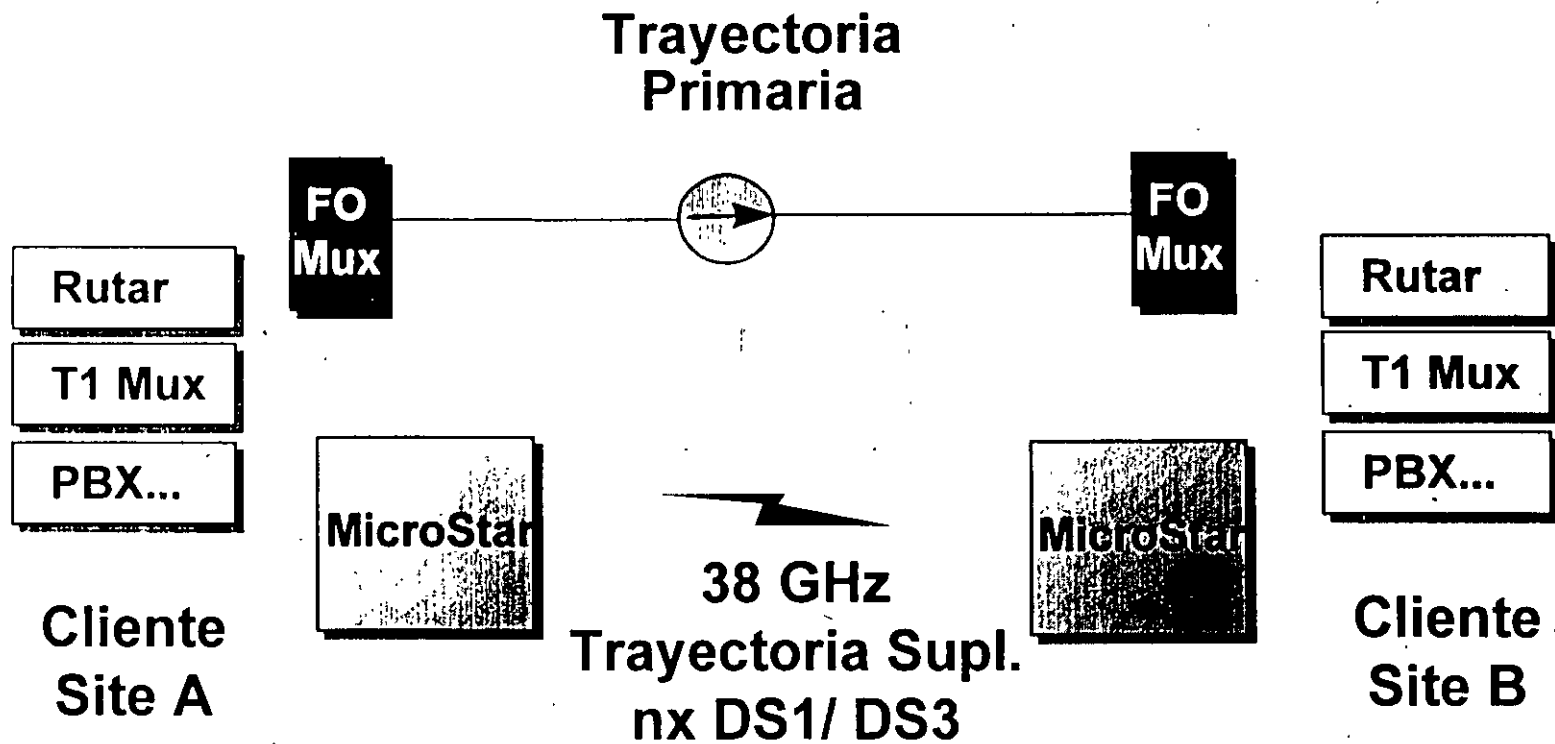 Trayectoria
Primaria
FO
Mux
FO
Mux
Rutar
T1 Mux
PBX...
Rutar
T1 Mux
PBX...
MicroStar
MicroStar
38 GHz
Trayectoria Supl.
nx DS1/ DS3
Cliente
Site A
Cliente
Site B